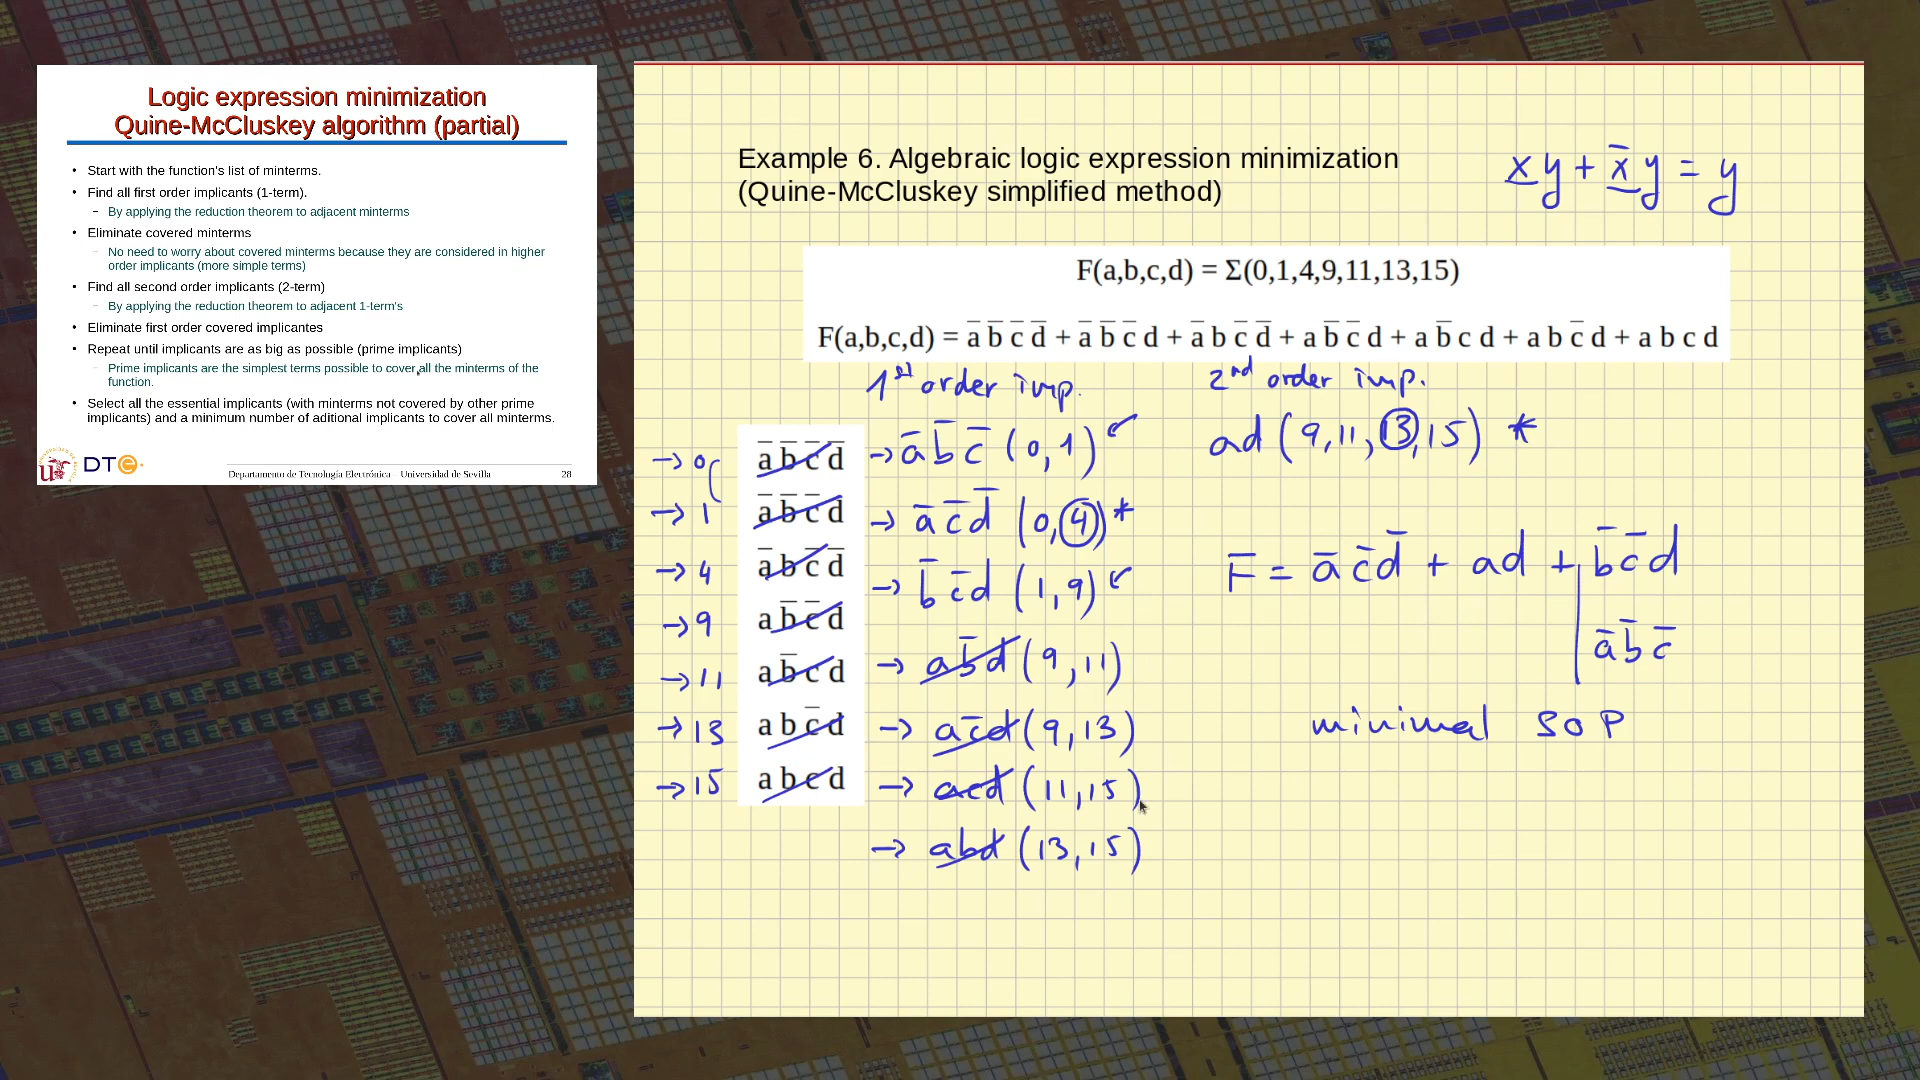 Logic expression minimization
Quine-McCluskey algorithm (partial)
• Start with the function's list of minterms.
• Find all first order implicants (1-term).
– By applying the reduction theorem to adjacent minterms
• Eliminate covered minterms
– No need to worry about covered minterms because they are considered in higher
order implicants (more simple terms)
• Find all second order implicants (2-term)
– By applying the reduction theorem to adjacent 1-term's
• Eliminate first order covered implicantes
• Repeat until implicants are as big as possible (prime implicants)
– Prime implicants are the simplest terms possible to cover all the minterms of the
function.
• Select all the essential implicants (with minterms not covered by other prime
implicants) and a minimum number of aditional implicants to cover all minterms.
DTe
Departamento de Tecnología Electrónica – Universidad de Sevilla
28
Example 6. Algebraic logic expression minimization
(Quine-McCluskey simplified method)
xy + x̅y = y
F(a,b,c,d) = Σ(0,1,4,9,11,13,15)
F(a,b,c,d) = a̅ b̅ c̅ d̅ + a̅ b̅ c̅ d + a̅ b c̅ d̅ + a b̅ c̅ d + a b̅ c d + a b c̅ d + a b c d
1st order imp.
2nd order imp.
→ 0 a̅ b̅ c̅ d̅ → a̅ b̅ c̅ (0,1) ✓
→ 1 a̅ b̅ c̅ d → a̅ c̅ d̅ (0,4) *
→ 4 a̅ b c̅ d̅ → b̅ c̅ d (1,9) ✓
→ 9 a b̅ c̅ d → a b̅ d (9,11)
→ 11 a b̅ c d → a c̅ d (9,13)
→ 13 a b c̅ d → a c d (11,15)
→ 15 a b c d → a b d (13,15)
ad (9,11,13,15) *
F = a̅ c̅ d̅ + ad + b̅ c̅ d
a̅ b̅ c̅
minimal SOP